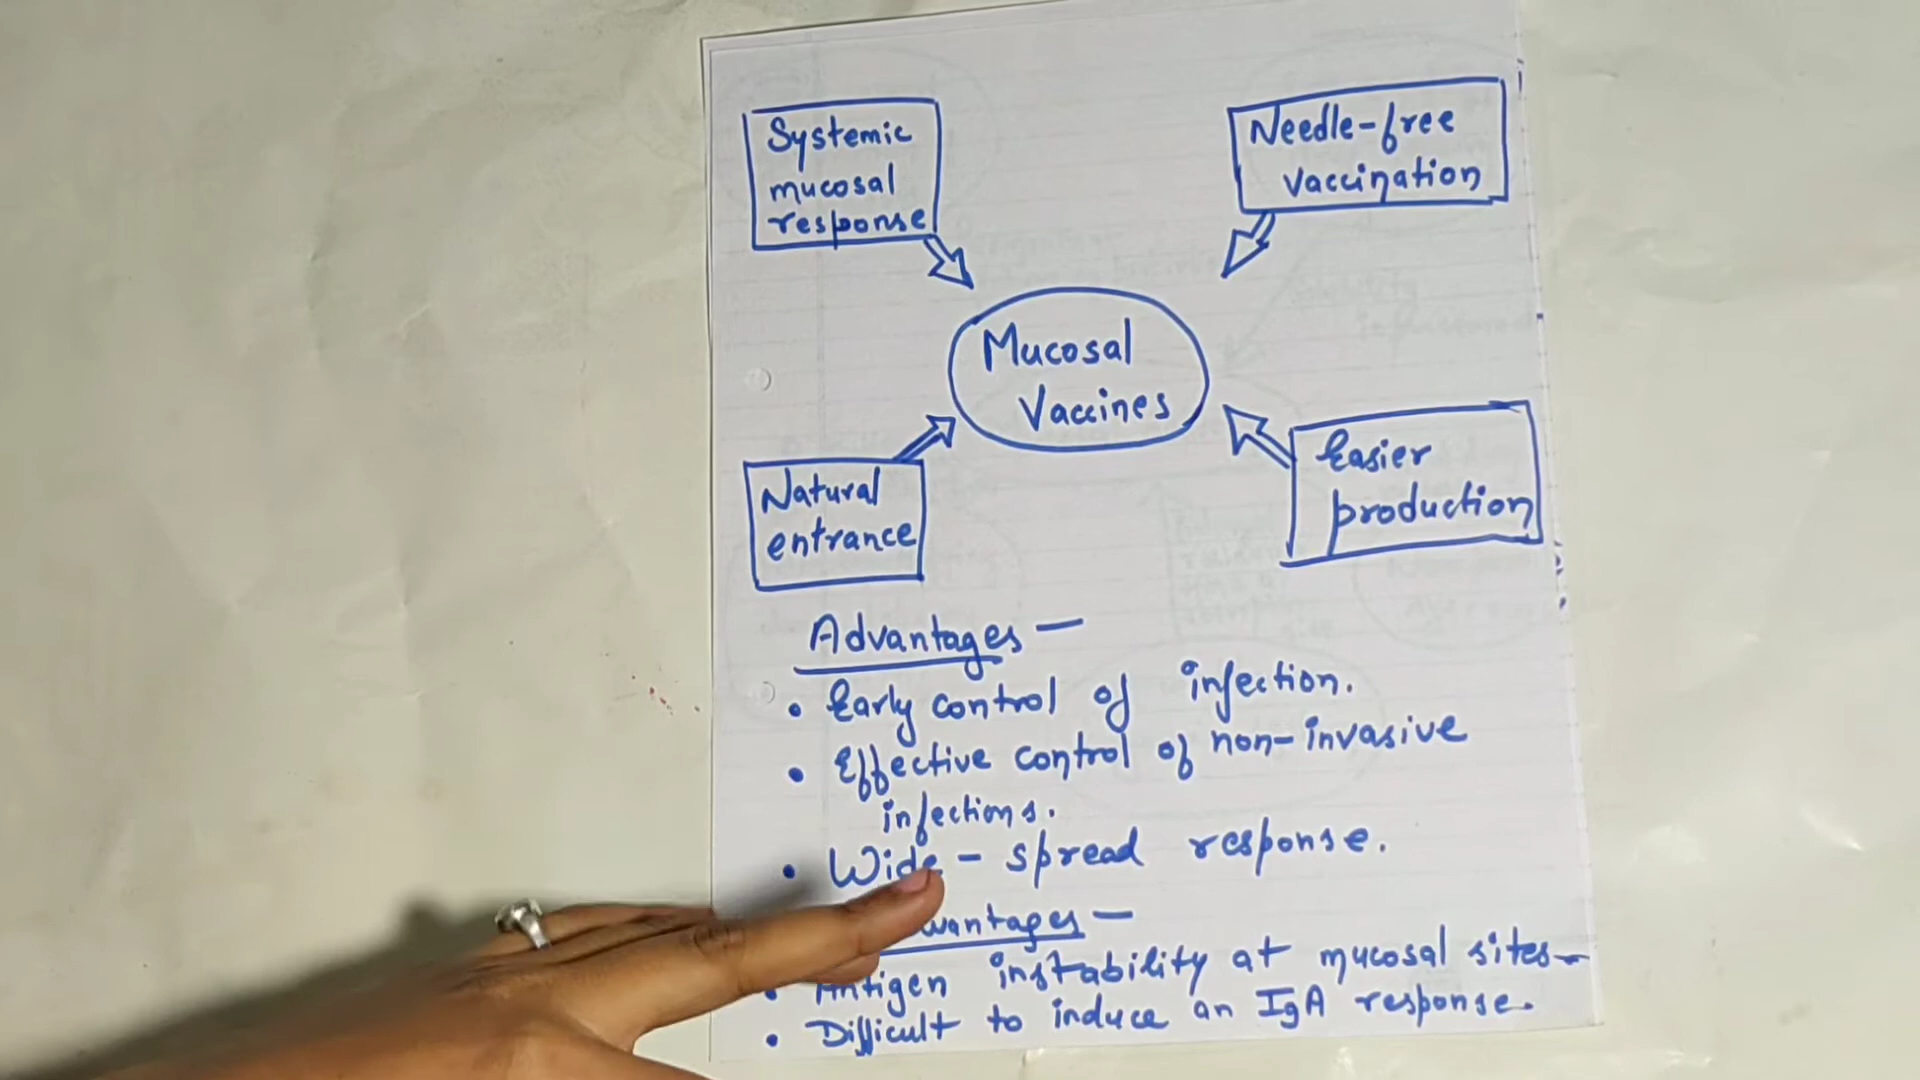 Systemic
mucosal
response
Needle-free
vaccination
Mucosal
Vaccines
Natural
entrance
Easier
production
Advantages —
• Early control of infection.
• Effective control of non-invasive
infections.
• Wide - spread response.
wantages —
• Antigen instability at mucosal sites-
• Difficult to induce an IgA response.